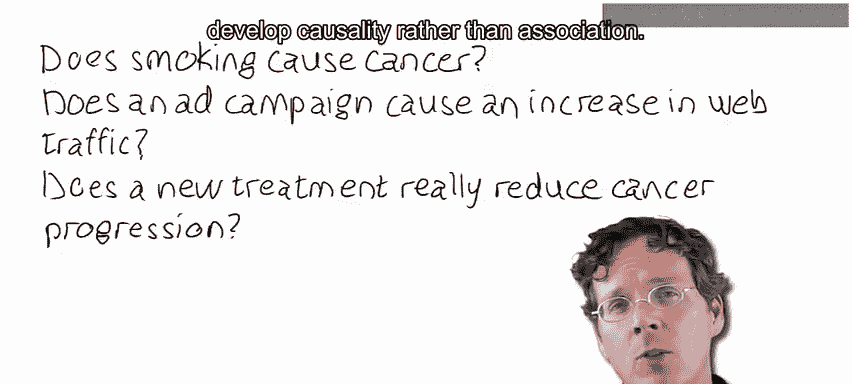 develop causality rather than association.
Does smoking cause cancer?
Does an ad campaign cause an increase in web
traffic?
Does a new treatment really reduce cancer
progression?